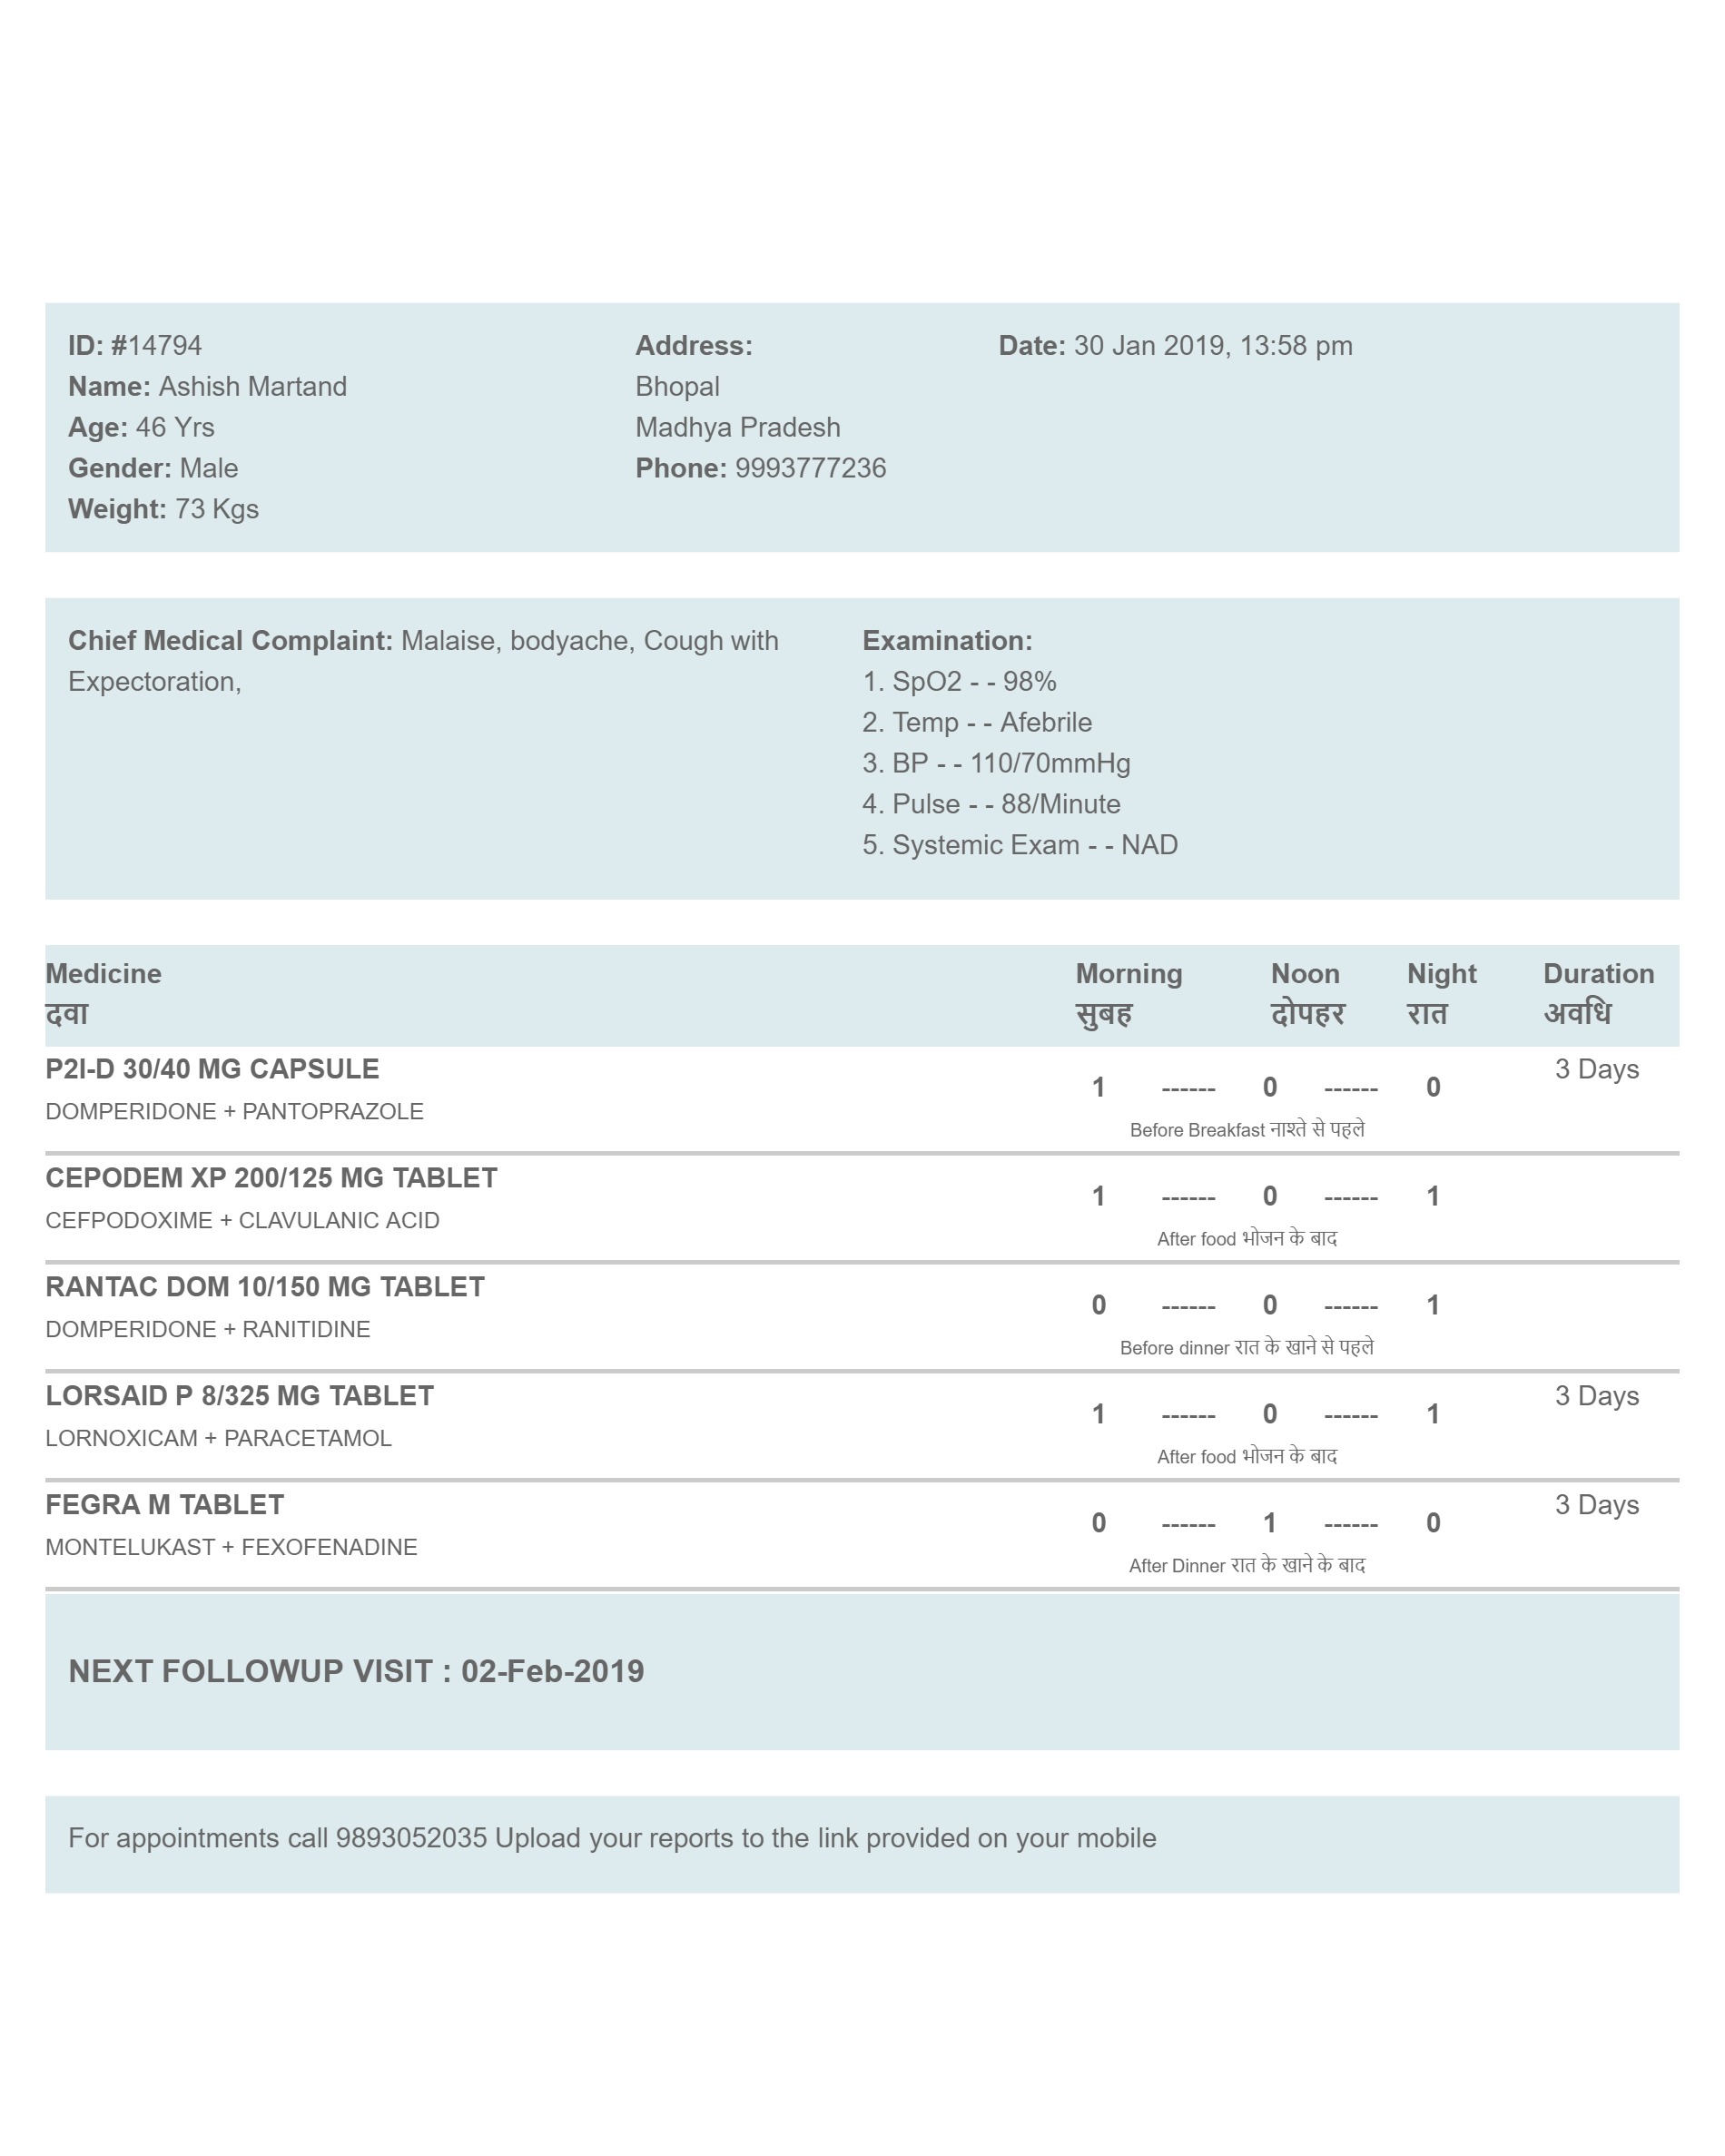 ID: #14794
Name: Ashish Martand
Age: 46 Yrs
Gender: Male
Weight: 73 Kgs
Address:
Bhopal
Madhya Pradesh
Phone: 9993777236
Date: 30 Jan 2019, 13:58 pm
Chief Medical Complaint: Malaise, bodyache, Cough with
Expectoration,
Examination:
1. SpO2 - - 98%
2. Temp - - Afebrile
3. BP - - 110/70mmHg
4. Pulse - - 88/Minute
5. Systemic Exam - - NAD
Medicine Morning Noon Night Duration
दवा सुबह दोपहर रात अवधि
P2I-D 30/40 MG CAPSULE 3 Days
1 ------ 0 ------ 0
DOMPERIDONE + PANTOPRAZOLE
Before Breakfast नाश्ते से पहले
CEPODEM XP 200/125 MG TABLET
1 ------ 0 ------ 1
CEFPODOXIME + CLAVULANIC ACID
After food भोजन के बाद
RANTAC DOM 10/150 MG TABLET
0 ------ 0 ------ 1
DOMPERIDONE + RANITIDINE
Before dinner रात के खाने से पहले
LORSAID P 8/325 MG TABLET 3 Days
1 ------ 0 ------ 1
LORNOXICAM + PARACETAMOL
After food भोजन के बाद
FEGRA M TABLET 3 Days
0 ------ 1 ------ 0
MONTELUKAST + FEXOFENADINE
After Dinner रात के खाने के बाद
NEXT FOLLOWUP VISIT : 02-Feb-2019
For appointments call 9893052035 Upload your reports to the link provided on your mobile